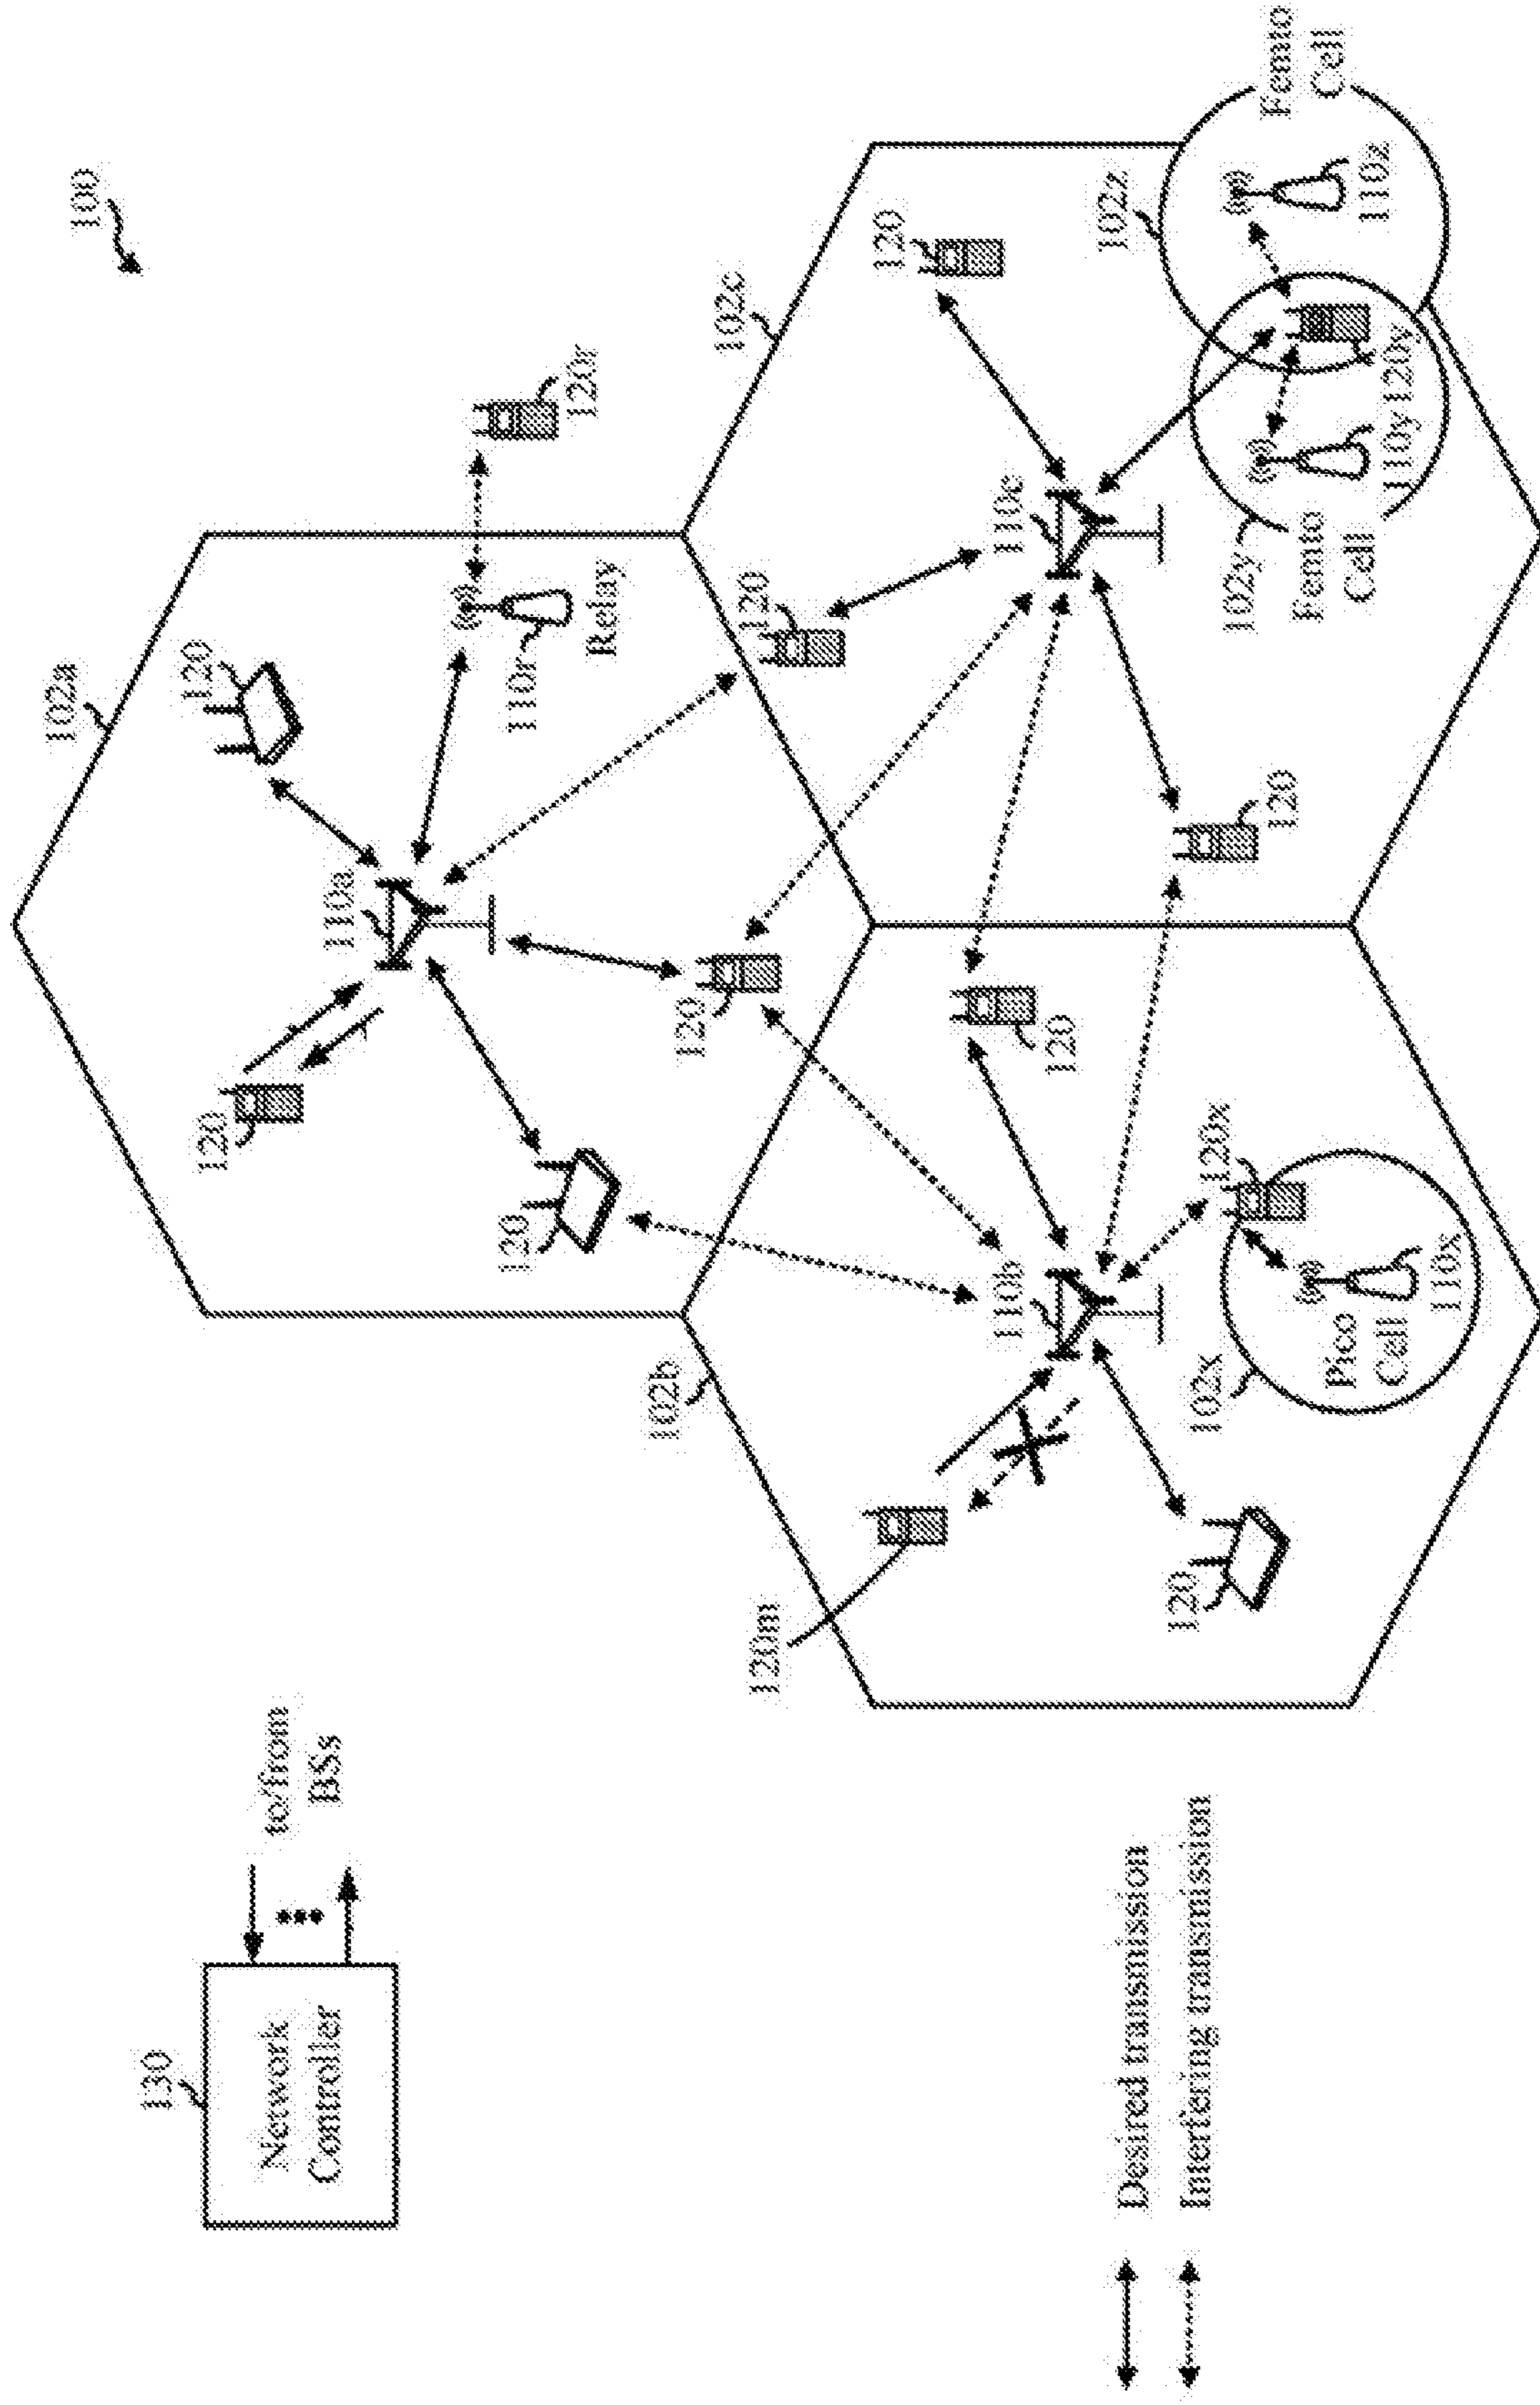 100
130
Network
Controller
to/from
BSs
102a
120
120
110a
120
120
110r
Relay
120r
102b
120m
110b
120
120
102x
Pico
Cell
110x
120x
102c
120
110c
120
120
102y
Femto
Cell
110y
120y
102z
110z
Femto
Cell
Desired transmission
Interfering transmission